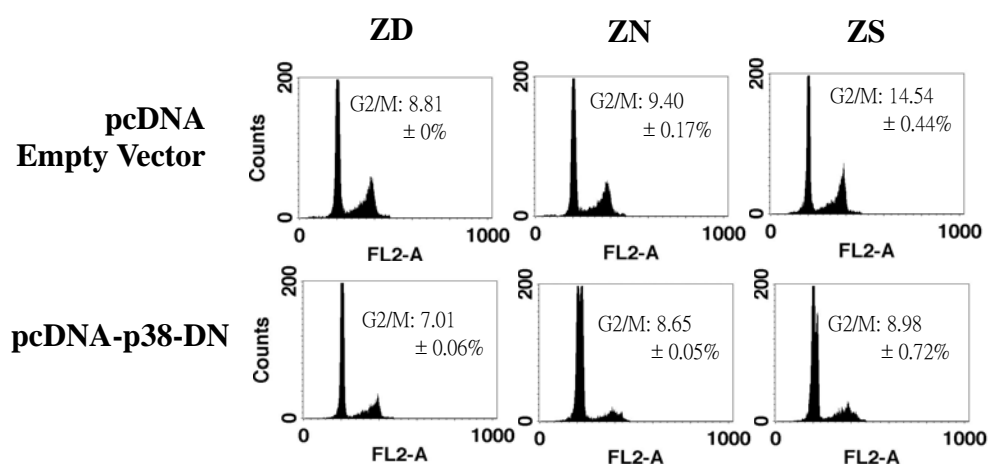 ZD ZN ZS
pcDNA
Empty Vector
200
Counts
0
G2/M: 8.81
± 0%
0 1000
FL2-A
200
0
G2/M: 9.40
± 0.17%
0 1000
FL2-A
200
0
G2/M: 14.54
± 0.44%
0 1000
FL2-A
pcDNA-p38-DN
200
Counts
0
G2/M: 7.01
± 0.06%
0 1000
FL2-A
200
0
G2/M: 8.65
± 0.05%
0 1000
FL2-A
200
0
G2/M: 8.98
± 0.72%
0 1000
FL2-A